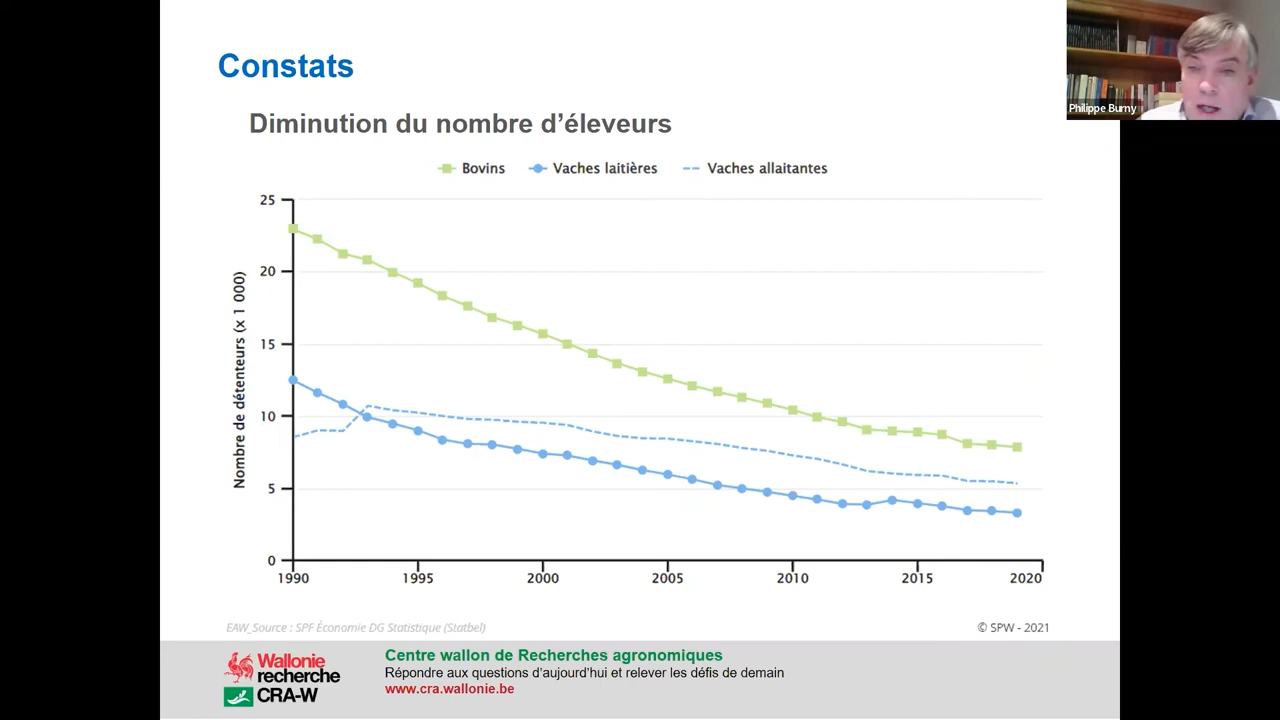 Constats
Philippe Burny
Diminution du nombre d’éleveurs
Bovins Vaches laitières Vaches allaitantes
Nombre de détenteurs (x 1 000)
25
20
15
10
5
0
1990 1995 2000 2005 2010 2015 2020
EAW_Source : SPF Économie DG Statistique (Statbel)
© SPW - 2021
Wallonie
recherche
CRA-W
Centre wallon de Recherches agronomiques
Répondre aux questions d’aujourd’hui et relever les défis de demain
www.cra.wallonie.be